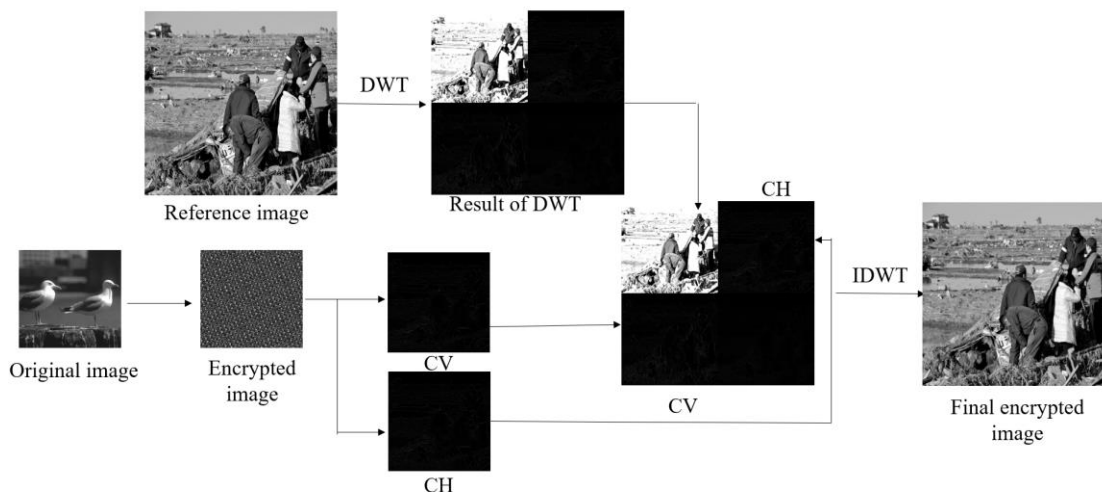 DWT
Reference image
Result of DWT
CH
IDWT
Original image
Encrypted
image
CV
CH
CV
Final encrypted
image